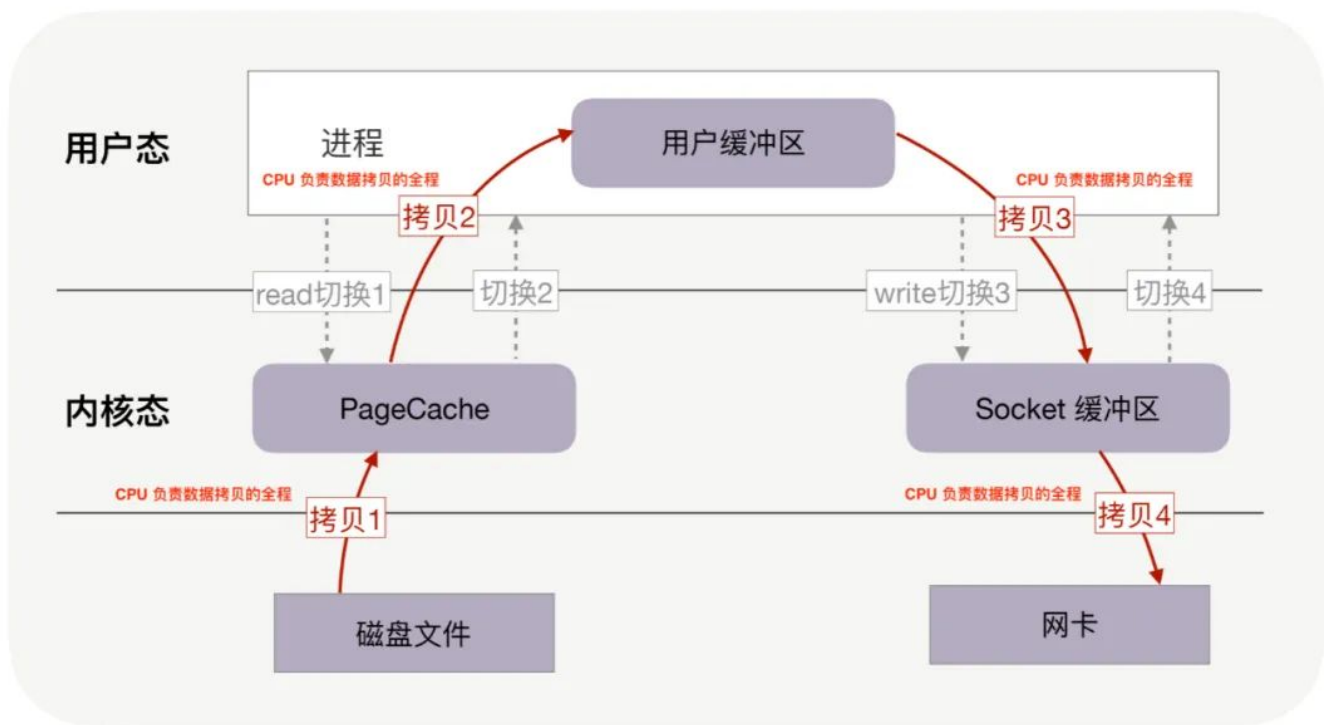 用户态
进程
用户缓冲区
CPU 负责数据拷贝的全程
CPU 负责数据拷贝的全程
拷贝2
拷贝3
read切换1
切换2
write切换3
切换4
内核态
PageCache
Socket 缓冲区
CPU 负责数据拷贝的全程
CPU 负责数据拷贝的全程
拷贝1
拷贝4
磁盘文件
网卡